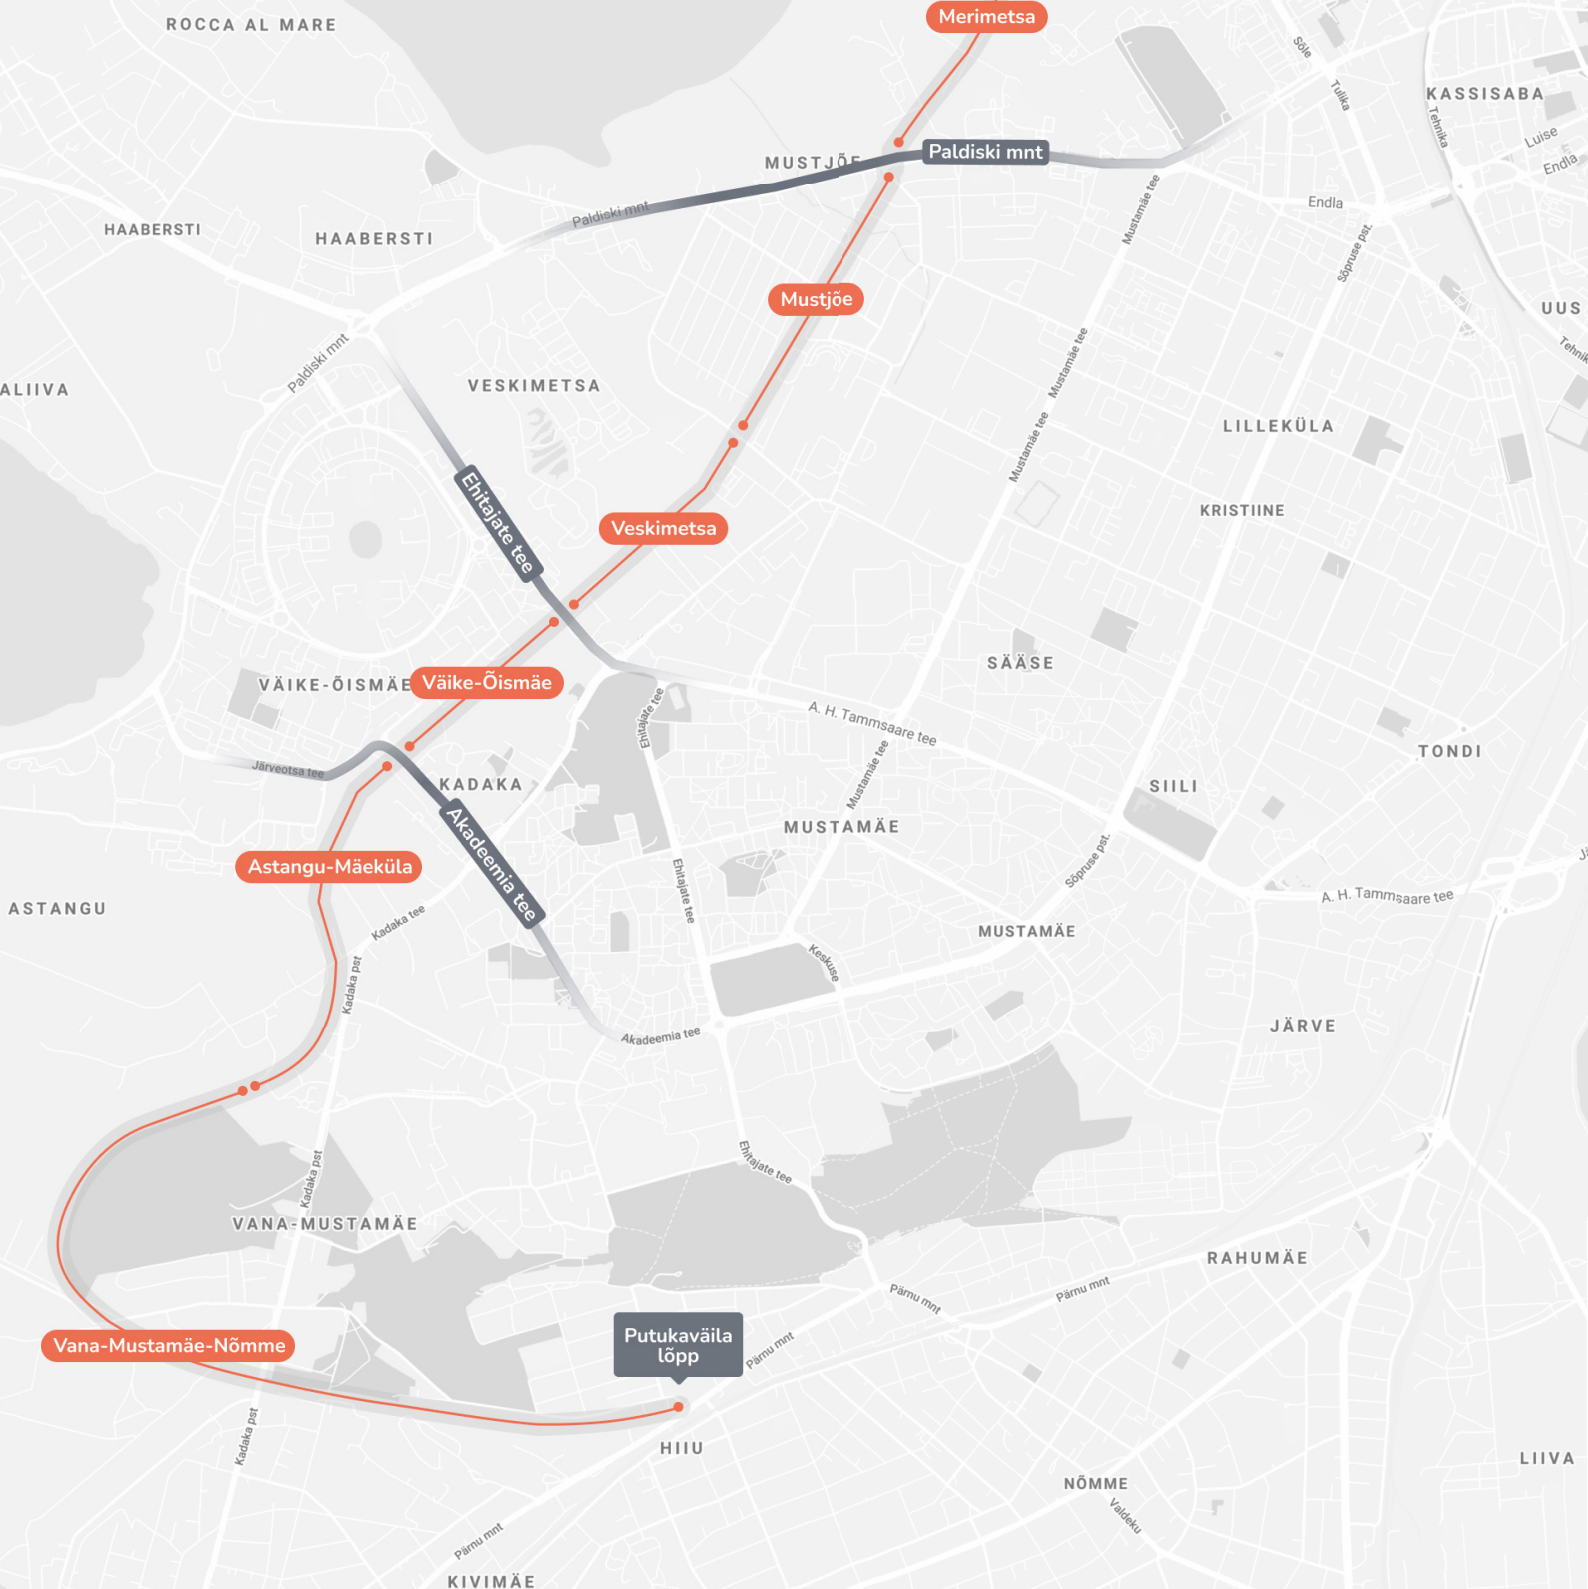 Merimetsa
ROCCA AL MARE
Söle
Tulika
KASSISABA
Tehnika
Luise
Endla
MUSTJÕE
Paldiski mnt
Paldiski mnt
Mustamäe tee
Endla
Sõpruse pst.
HAABERSTI
HAABERSTI
Mustjõe
UUS
Tehnik
Paldiski mnt
Mustamäe tee
ALIIVA
VESKIMETSA
Mustamäe tee
LILLEKÜLA
Ehitajate tee
Veskimetsa
KRISTIINE
SÄÄSE
VÄIKE-ÕISMÄE
Väike-Õismäe
Ehitajate tee
A. H. Tammsaare tee
Järveotsa tee
KADAKA
Mustamäe tee
TONDI
SIILI
MUSTAMÄE
Akadeemia tee
Astangu-Mäeküla
Ehitajate tee
Sõpruse pst.
Jä
A. H. Tammsaare tee
ASTANGU
Kadaka tee
MUSTAMÄE
Keskuse
Kadaka pst
Akadeemia tee
JÄRVE
Ehitajate tee
Kadaka pst
VANA-MUSTAMÄE
RAHUMÄE
Pärnu mnt
Pärnu mnt
Putukaväila
lõpp
Vana-Mustamäe-Nõmme
Pärnu mnt
Kadaka pst
HIIU
LIIVA
NÕMME
Valdeku
Pärnu mnt
KIVIMÄE